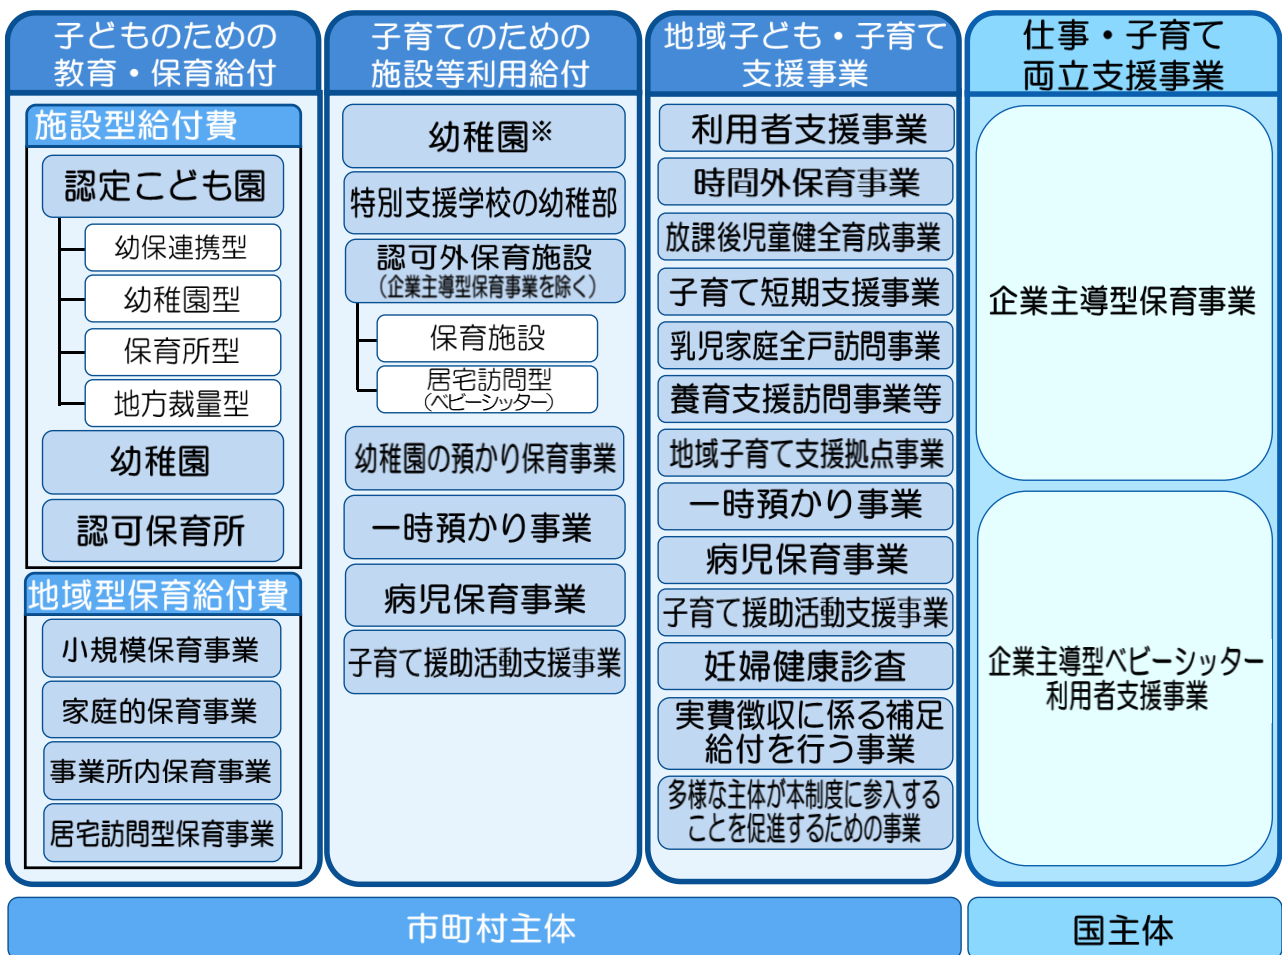 子どものための
教育・保育給付
施設型給付費
認定こども園
幼保連携型
幼稚園型
保育所型
地方裁量型
幼稚園
認可保育所
地域型保育給付費
小規模保育事業
家庭的保育事業
事業所内保育事業
居宅訪問型保育事業
子育てのための
施設等利用給付
幼稚園※
特別支援学校の幼稚部
認可外保育施設
（企業主導型保育事業を除く）
保育施設
居宅訪問型
（ベビーシッター）
幼稚園の預かり保育事業
一時預かり事業
病児保育事業
子育て援助活動支援事業
地域子ども・子育て
支援事業
利用者支援事業
時間外保育事業
放課後児童健全育成事業
子育て短期支援事業
乳児家庭全戸訪問事業
養育支援訪問事業等
地域子育て支援拠点事業
一時預かり事業
病児保育事業
子育て援助活動支援事業
妊婦健康診査
実費徴収に係る補足
給付を行う事業
多様な主体が本制度に参入する
ことを促進するための事業
仕事・子育て
両立支援事業
企業主導型保育事業
企業主導型ベビーシッター
利用者支援事業
市町村主体
国主体